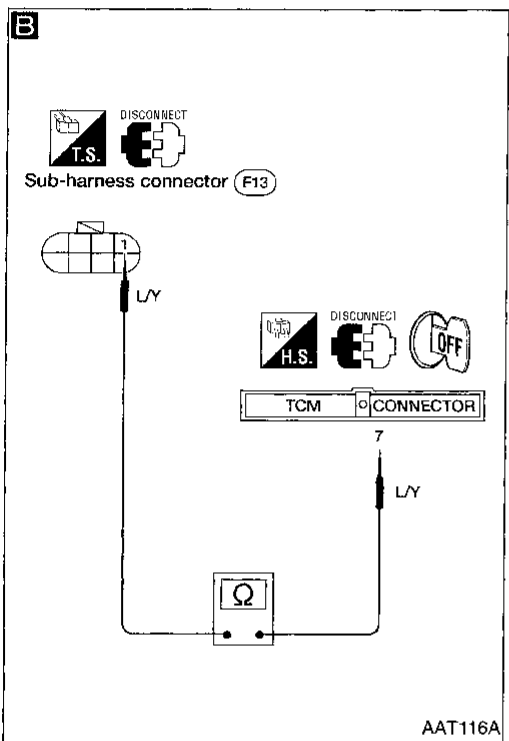 B
DISCONNECT
T.S.
Sub-harness connector F13
1
L/Y
DISCONNECT
H.S.
OFF
TCM CONNECTOR
7
L/Y
Ω
AAT116A